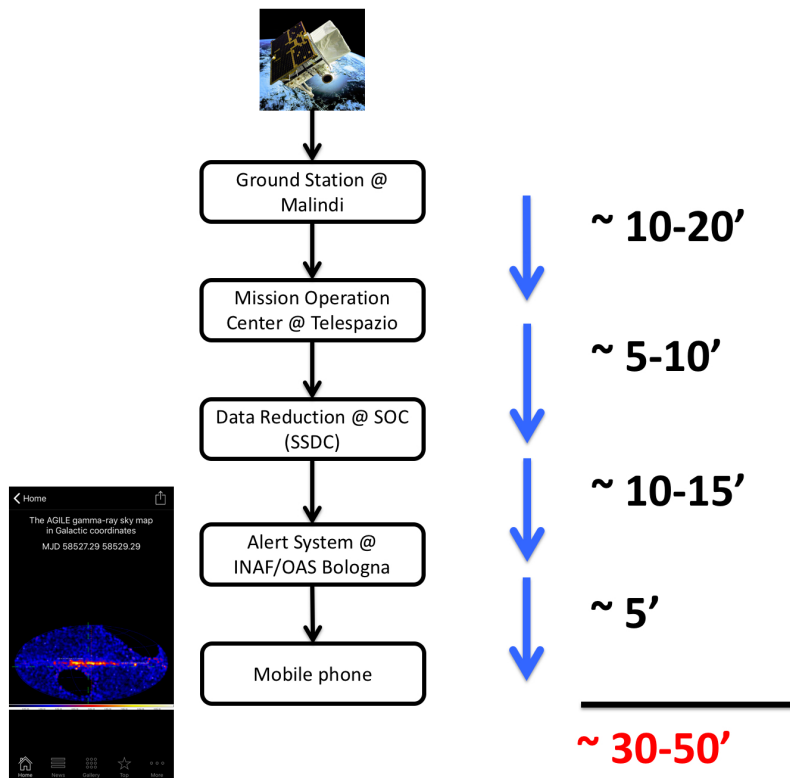 Ground Station @
Malindi
~ 10-20’
Mission Operation
Center @ Telespazio
~ 5-10’
Data Reduction @ SOC
(SSDC)
~ 10-15’
Alert System @
INAF/OAS Bologna
~ 5’
Mobile phone
~ 30-50’
Home
The AGILE gamma-ray sky map
in Galactic coordinates
MJD 58527.29 58529.29
Home News Gallery Top More